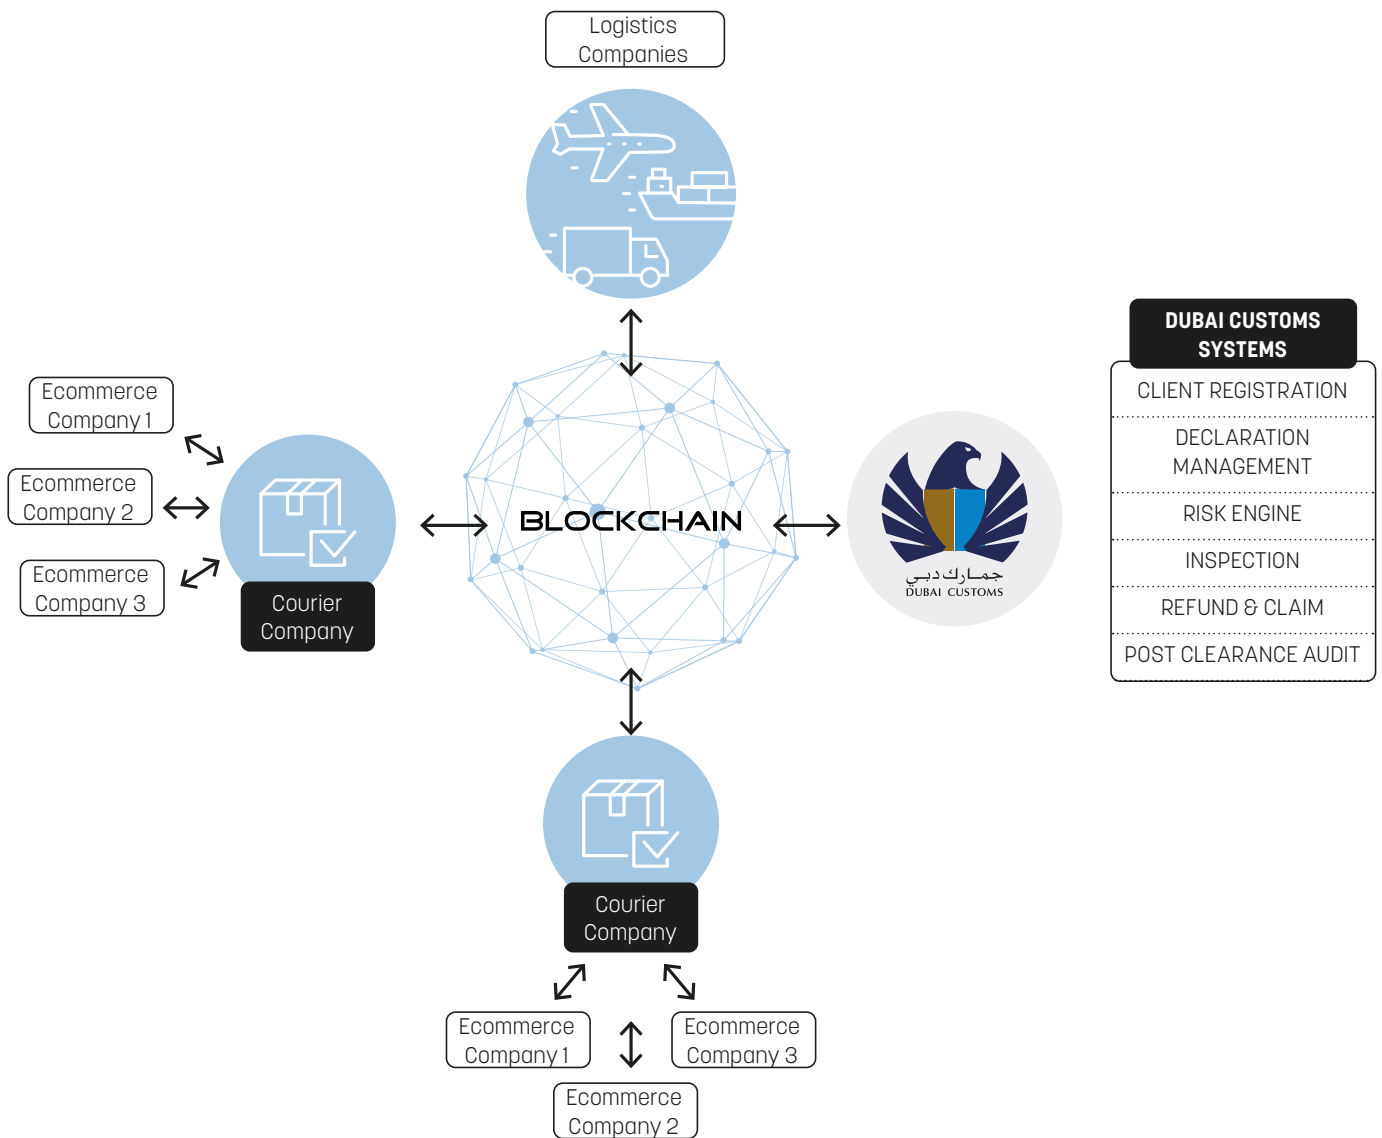 Logistics
Companies
Ecommerce
Company 1
Ecommerce
Company 2
Ecommerce
Company 3
Courier
Company
BLOCKCHAIN
جمارك دبي
DUBAI CUSTOMS
DUBAI CUSTOMS
SYSTEMS
CLIENT REGISTRATION
DECLARATION
MANAGEMENT
RISK ENGINE
INSPECTION
REFUND & CLAIM
POST CLEARANCE AUDIT
Courier
Company
Ecommerce
Company 1
Ecommerce
Company 3
Ecommerce
Company 2